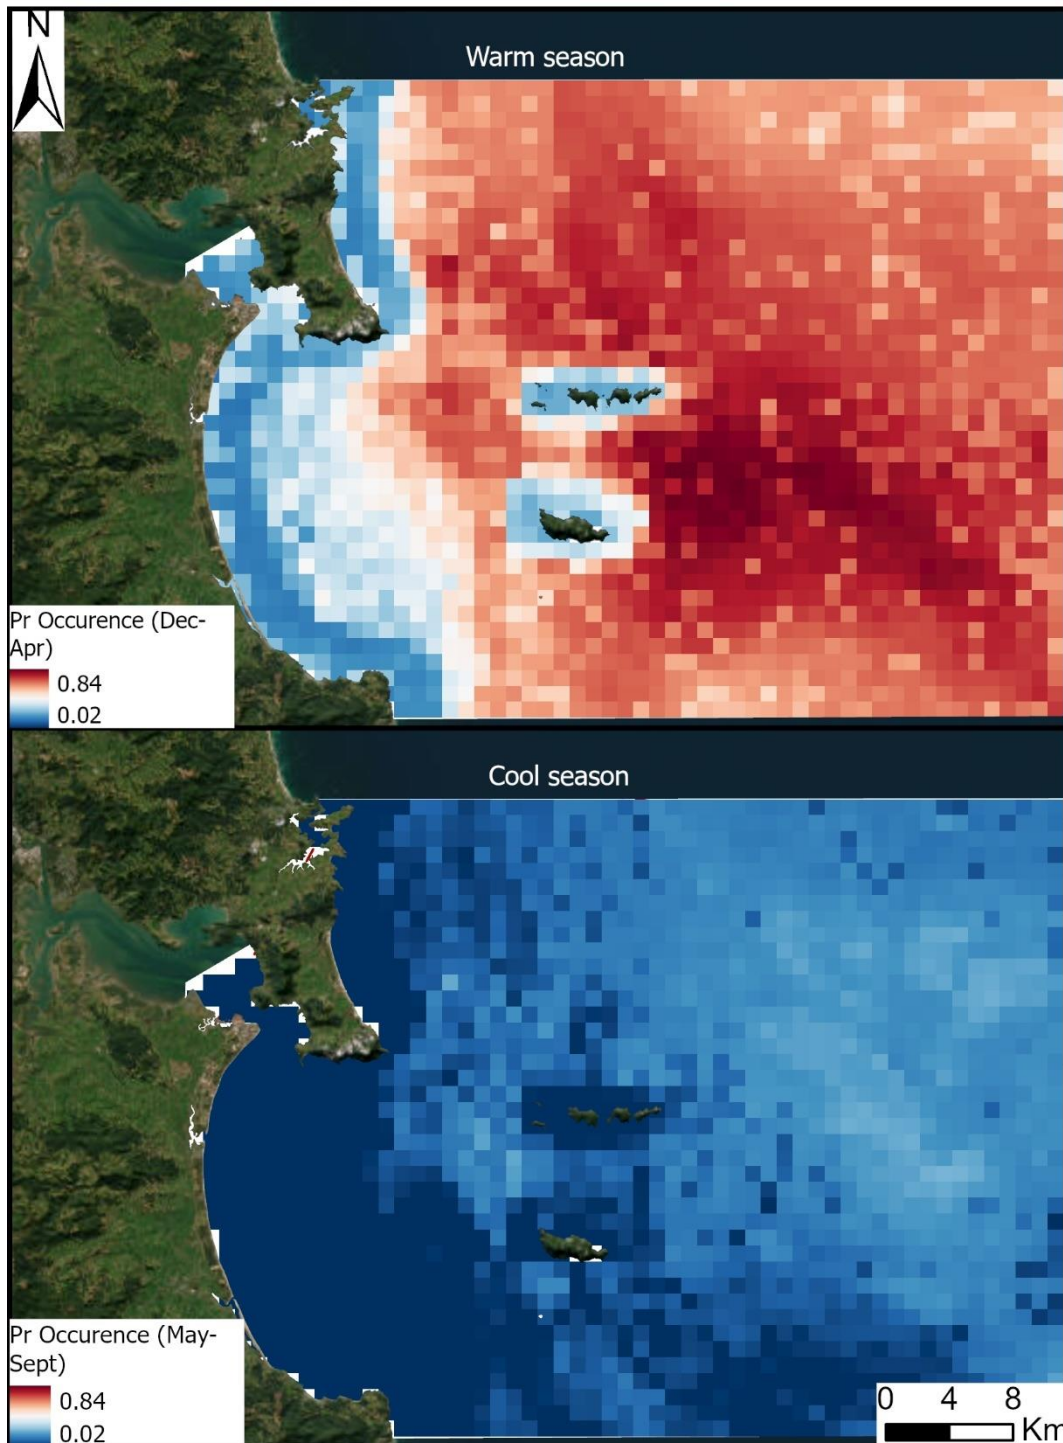 N
Warm season
Pr Occurence (Dec-
Apr)
0.84
0.02
Cool season
Pr Occurence (May-
Sept)
0.84
0.02
0 4 8
Km